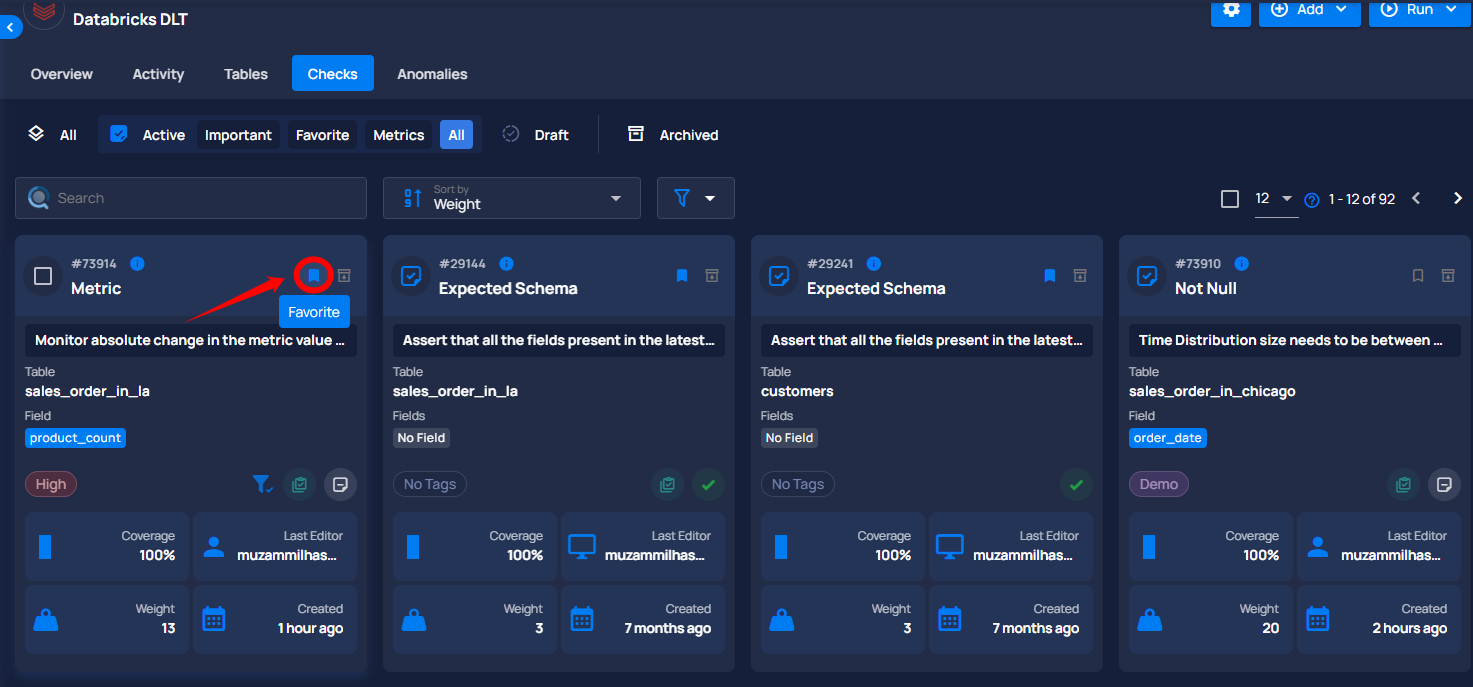 Databricks DLT
Add
Run
Overview
Activity
Tables
Checks
Anomalies
All
Active
Important
Favorite
Metrics
All
Draft
Archived
Search
Sort by
Weight
12
1 - 12 of 92
#73914
Metric
Favorite
Monitor absolute change in the metric value ...
Table
sales_order_in_la
Field
product_count
High
Coverage
100%
Last Editor
muzammilhas...
Weight
13
Created
1 hour ago
#29144
Expected Schema
Assert that all the fields present in the latest...
Table
sales_order_in_la
Fields
No Field
No Tags
Coverage
100%
Last Editor
muzammilhas...
Weight
3
Created
7 months ago
#29241
Expected Schema
Assert that all the fields present in the latest...
Table
customers
Fields
No Field
No Tags
Coverage
100%
Last Editor
muzammilhas...
Weight
3
Created
7 months ago
#73910
Not Null
Time Distribution size needs to be between ...
Table
sales_order_in_chicago
Field
order_date
Demo
Coverage
100%
Last Editor
muzammilhas...
Weight
20
Created
2 hours ago